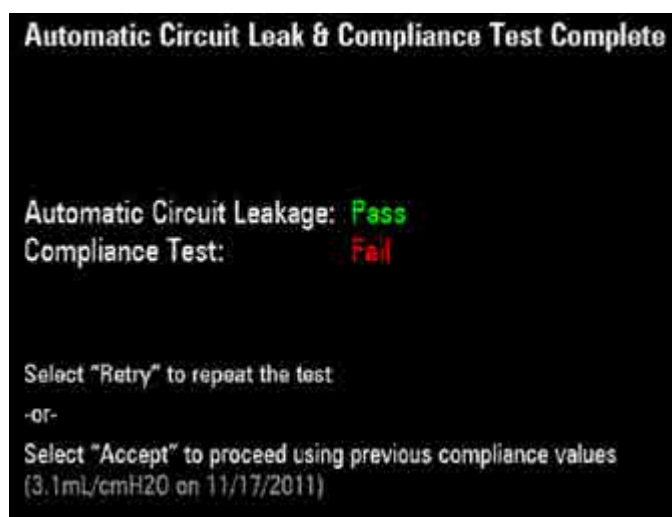 Automatic Circuit Leak & Compliance Test Complete
Automatic Circuit Leakage: Pass
Compliance Test: Fail
Select "Retry" to repeat the test
-or-
Select "Accept" to proceed using previous compliance values
(3.1mL/cmH2O on 11/17/2011)